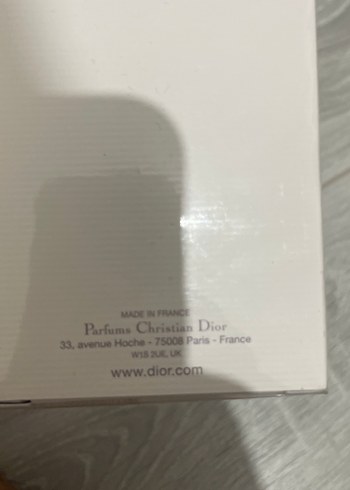 MADE IN FRANCE
Parfums Christian Dior
33, avenue Hoche - 75008 Paris - France
W1S 2UE, UK
www.dior.com